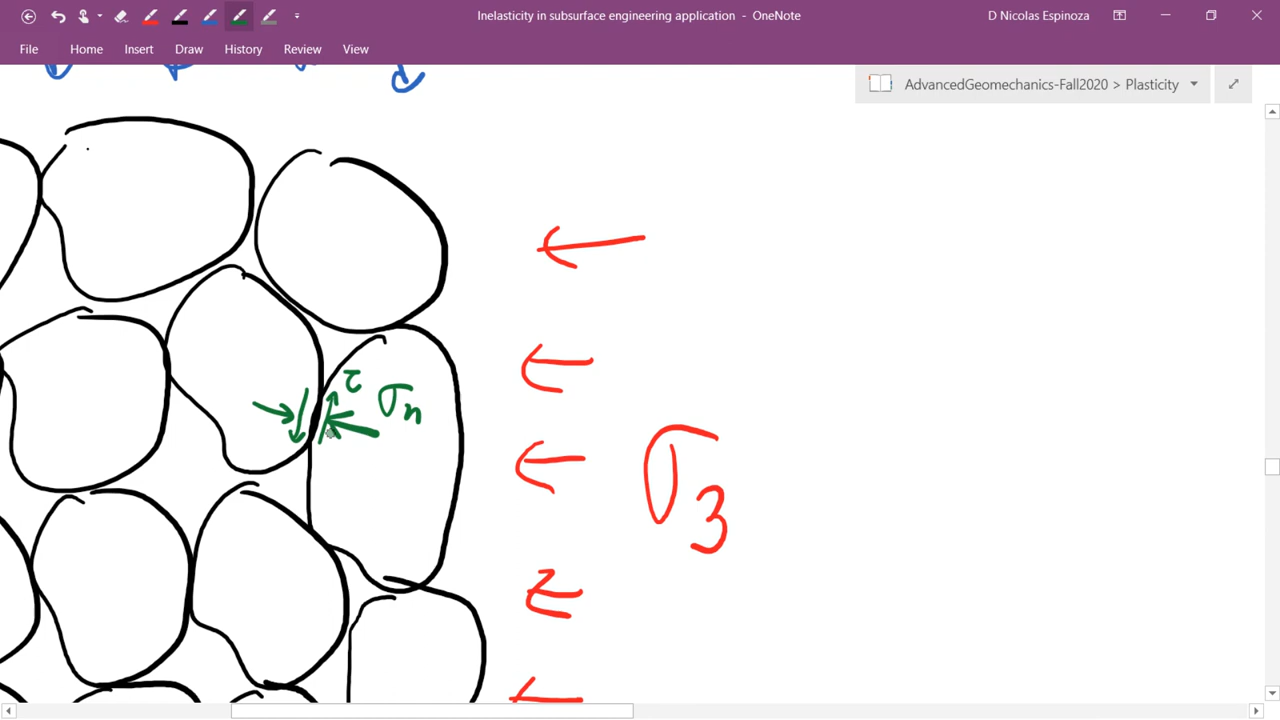 Inelasticity in subsurface engineering application - OneNote
D Nicolas Espinoza
File Home Insert Draw History Review View
AdvancedGeomechanics-Fall2020 > Plasticity
τ
σn
σ3